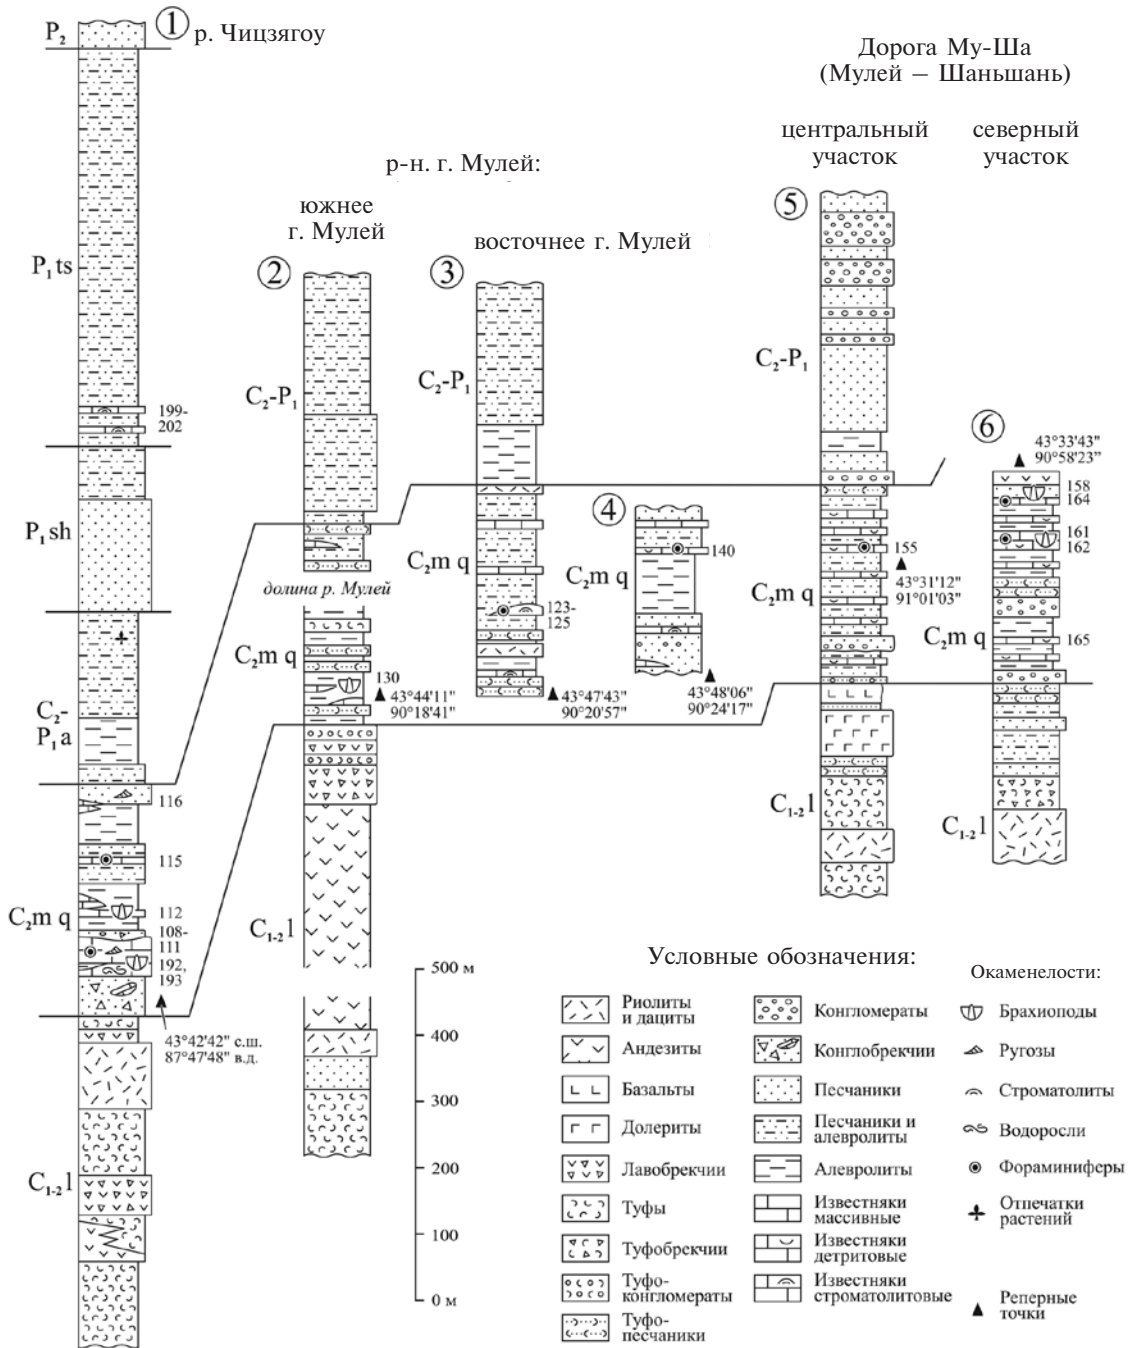 ① р. Чицзягоу
P₂
P₁ts
199-
202
P₁sh
C₂-
P₁a
116
115
C₂m q
112
108-
111
192,
193
43°42'42" с.ш.
87°47'48" в.д.
C₁₋₂l
р-н. г. Мулей:
южнее
г. Мулей
②
C₂-P₁
долина р. Мулей
C₂m q
130
43°44'11"
90°18'41"
C₁₋₂l
восточнее г. Мулей
③
C₂-P₁
C₂m q
123-
125
43°47'43"
90°20'57"
④
140
C₂m q
43°48'06"
90°24'17"
Дорога Му-Ша
(Мулей – Шаньшань)
центральный
участок
⑤
C₂-P₁
155
43°31'12"
91°01'03"
C₂m q
C₁₋₂l
северный
участок
⑥
43°33'43"
90°58'23"
158
164
161
162
C₂m q
165
C₁₋₂l
500 м
400
300
200
100
0 м
Условные обозначения:
Риолиты
и дациты
Андезиты
Базальты
Долериты
Лавобрекчии
Туфы
Туфобрекчии
Туфо-
конгломераты
Туфо-
песчаники
Конгломераты
Конглобрекчии
Песчаники
Песчаники и
алевролиты
Алевролиты
Известняки
массивные
Известняки
детритовые
Известняки
строматолитовые
Окаменелости:
Брахиоподы
Ругозы
Строматолиты
Водоросли
Фораминиферы
Отпечатки
растений
Реперные
точки